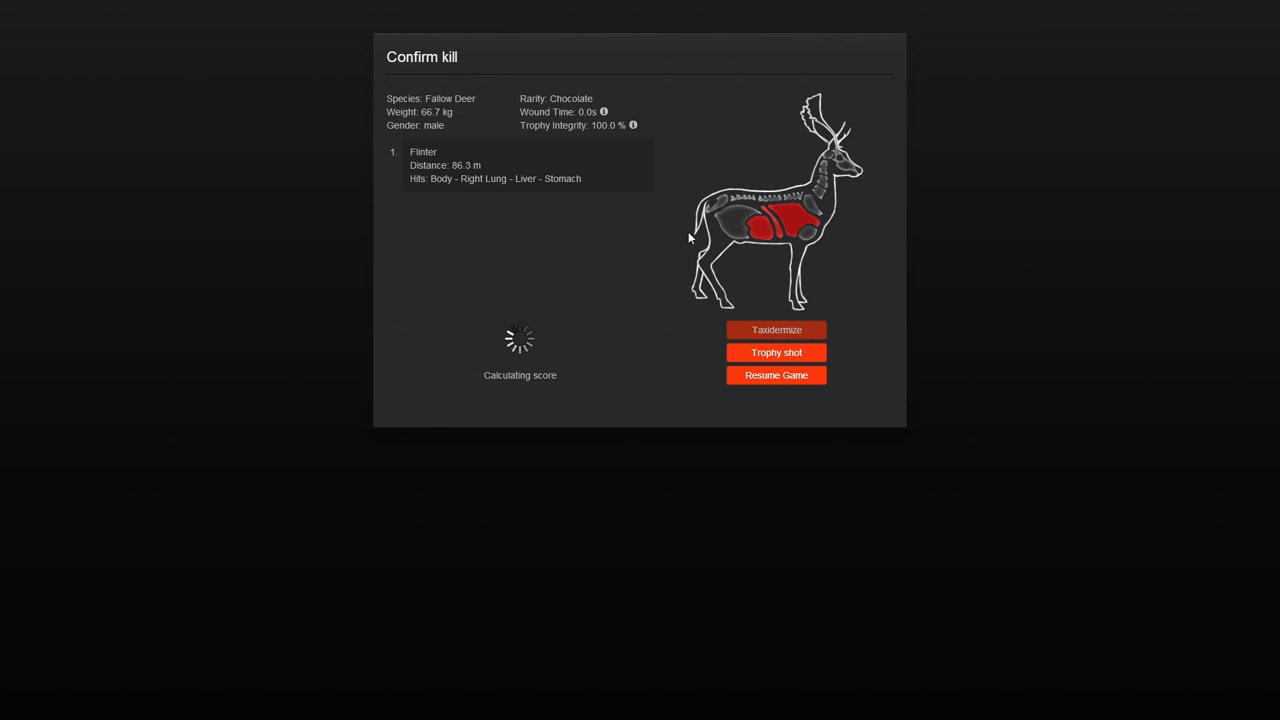 Confirm kill
Species: Fallow Deer
Weight: 66.7 kg
Gender: male
Rarity: Chocolate
Wound Time: 0.0s
Trophy Integrity: 100.0 %
1.
Flinter
Distance: 86.3 m
Hits: Body - Right Lung - Liver - Stomach
Calculating score
Taxidermize
Trophy shot
Resume Game